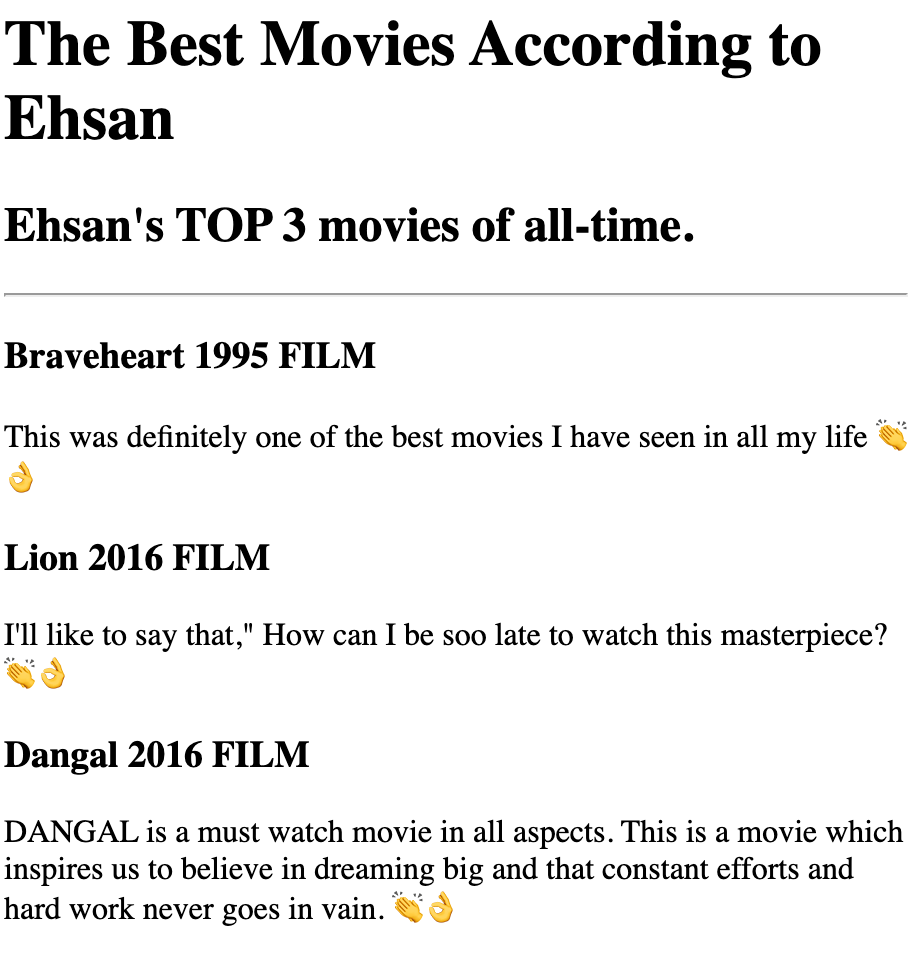 The Best Movies According to
Ehsan
Ehsan's TOP 3 movies of all-time.
Braveheart 1995 FILM
This was definitely one of the best movies I have seen in all my life 👏
👌
Lion 2016 FILM
I'll like to say that," How can I be soo late to watch this masterpiece?
👏👌
Dangal 2016 FILM
DANGAL is a must watch movie in all aspects. This is a movie which
inspires us to believe in dreaming big and that constant efforts and
hard work never goes in vain. 👏👌